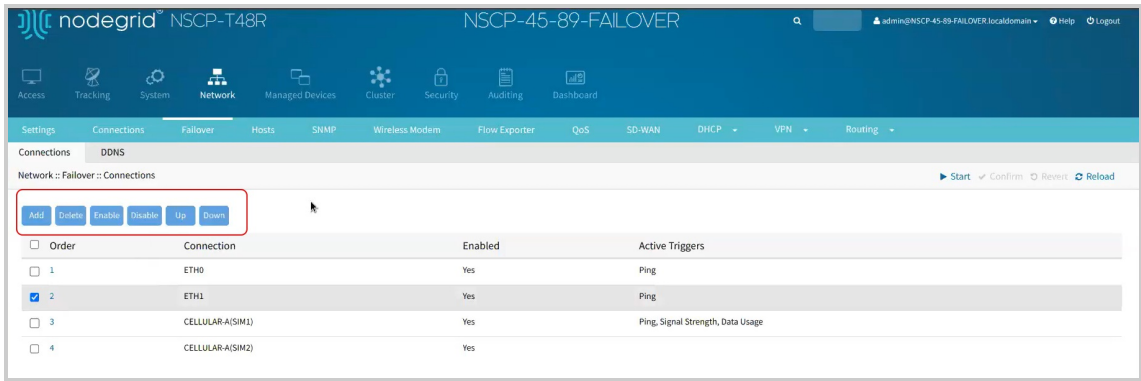 nodegrid® NSCP-T48R NSCP-45-89-FAILOVER admin@NSCP-45-89-FAILOVER.localdomain Help Logout
Access Tracking System Network Managed Devices Cluster Security Auditing Dashboard
Settings Connections Failover Hosts SNMP Wireless Modem Flow Exporter QoS SD-WAN DHCP VPN Routing
Connections DDNS
Network :: Failover :: Connections Start Confirm Revert Reload
Add Delete Enable Disable Up Down
Order Connection Enabled Active Triggers
1 ETH0 Yes Ping
2 ETH1 Yes Ping
3 CELLULAR-A(SIM1) Yes Ping, Signal Strength, Data Usage
4 CELLULAR-A(SIM2) Yes